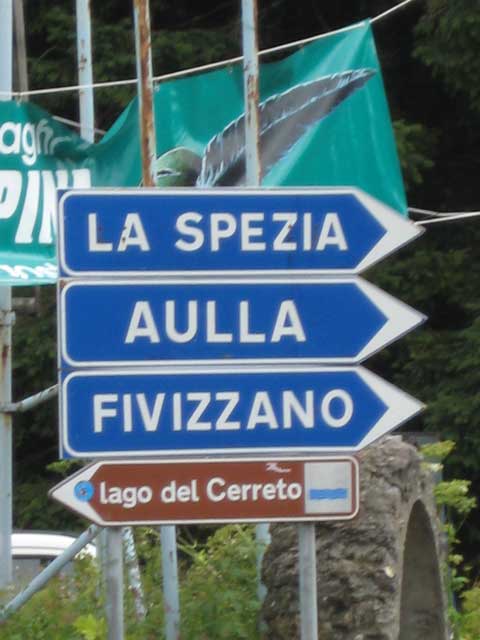 LA SPEZIA
AULLA
FIVIZZANO
lago del Cerreto